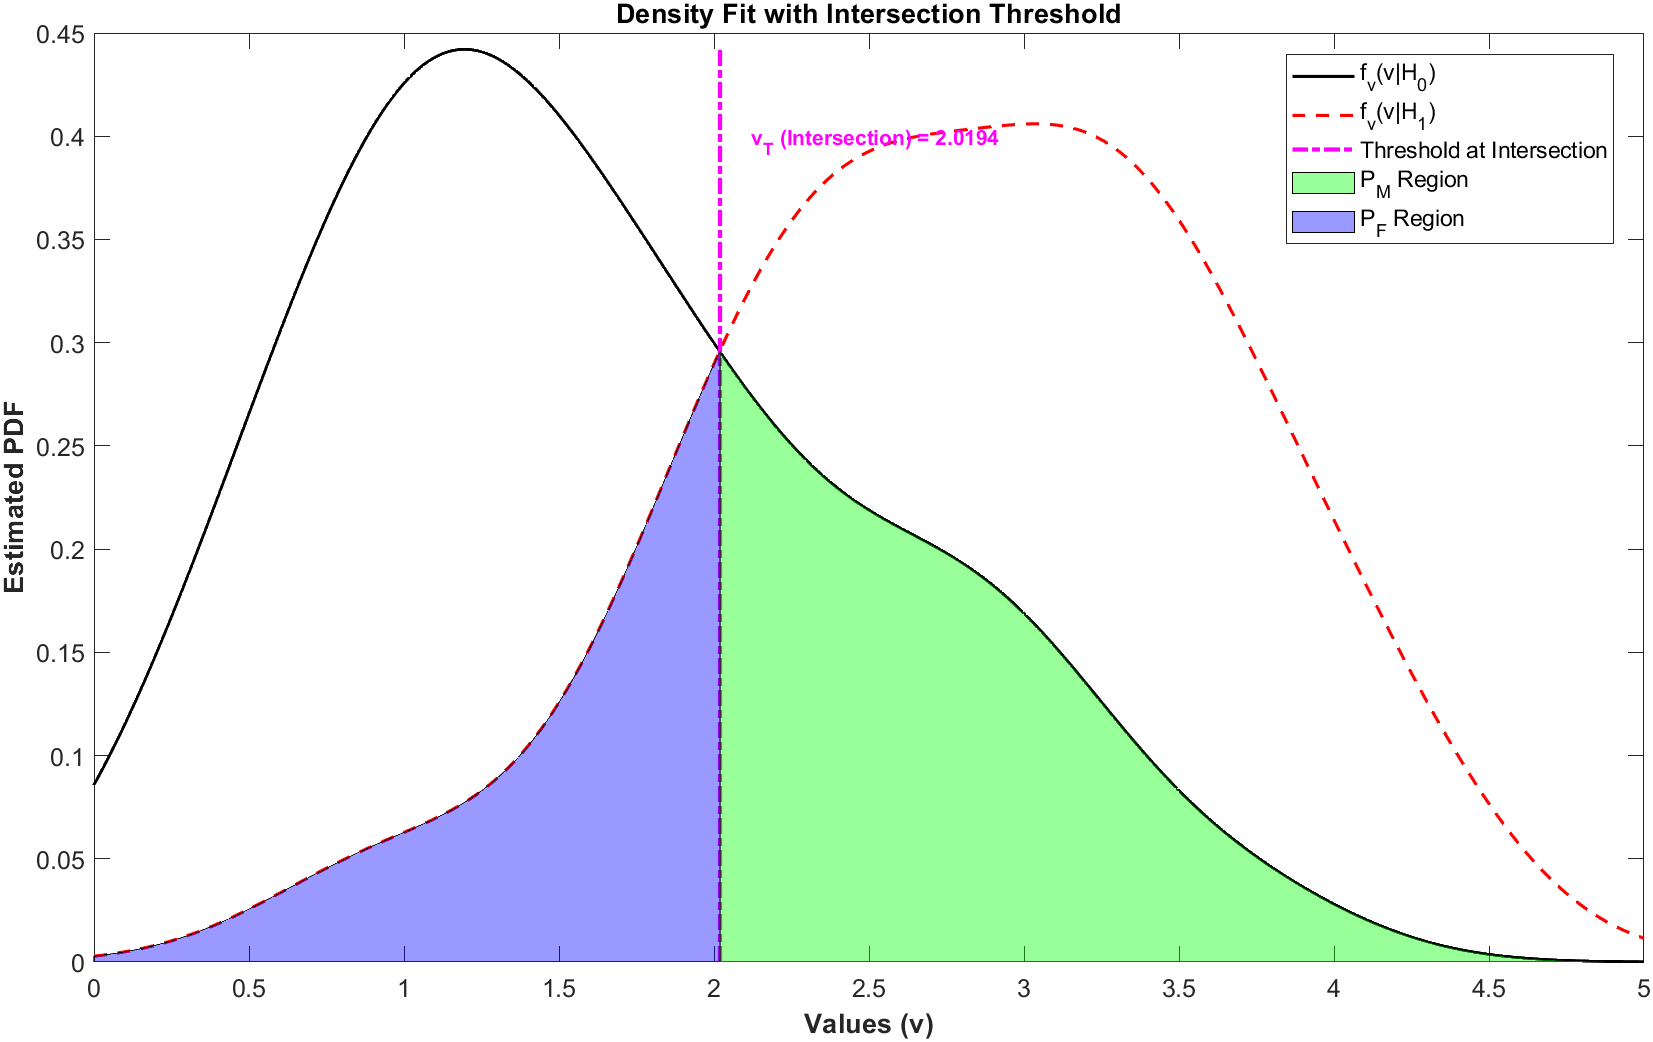 Density Fit with Intersection Threshold
0.45
0.4
0.35
0.3
0.25
0.2
0.15
0.1
0.05
0
Estimated PDF
v_T (Intersection) = 2.0194
f_v(v|H_0)
f_v(v|H_1)
Threshold at Intersection
P_M Region
P_F Region
0 0.5 1 1.5 2 2.5 3 3.5 4 4.5 5
Values (v)